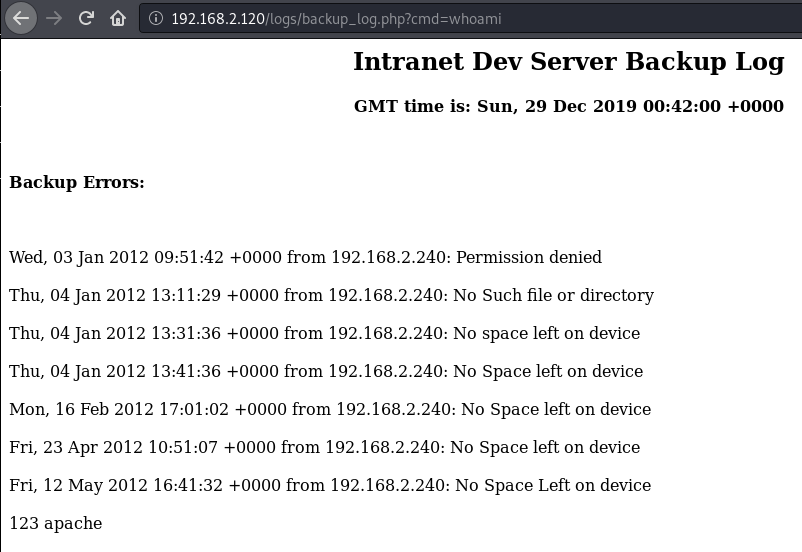 192.168.2.120/logs/backup_log.php?cmd=whoami
Intranet Dev Server Backup Log
GMT time is: Sun, 29 Dec 2019 00:42:00 +0000
Backup Errors:
Wed, 03 Jan 2012 09:51:42 +0000 from 192.168.2.240: Permission denied
Thu, 04 Jan 2012 13:11:29 +0000 from 192.168.2.240: No Such file or directory
Thu, 04 Jan 2012 13:31:36 +0000 from 192.168.2.240: No space left on device
Thu, 04 Jan 2012 13:41:36 +0000 from 192.168.2.240: No Space left on device
Mon, 16 Feb 2012 17:01:02 +0000 from 192.168.2.240: No Space left on device
Fri, 23 Apr 2012 10:51:07 +0000 from 192.168.2.240: No Space left on device
Fri, 12 May 2012 16:41:32 +0000 from 192.168.2.240: No Space Left on device
123 apache